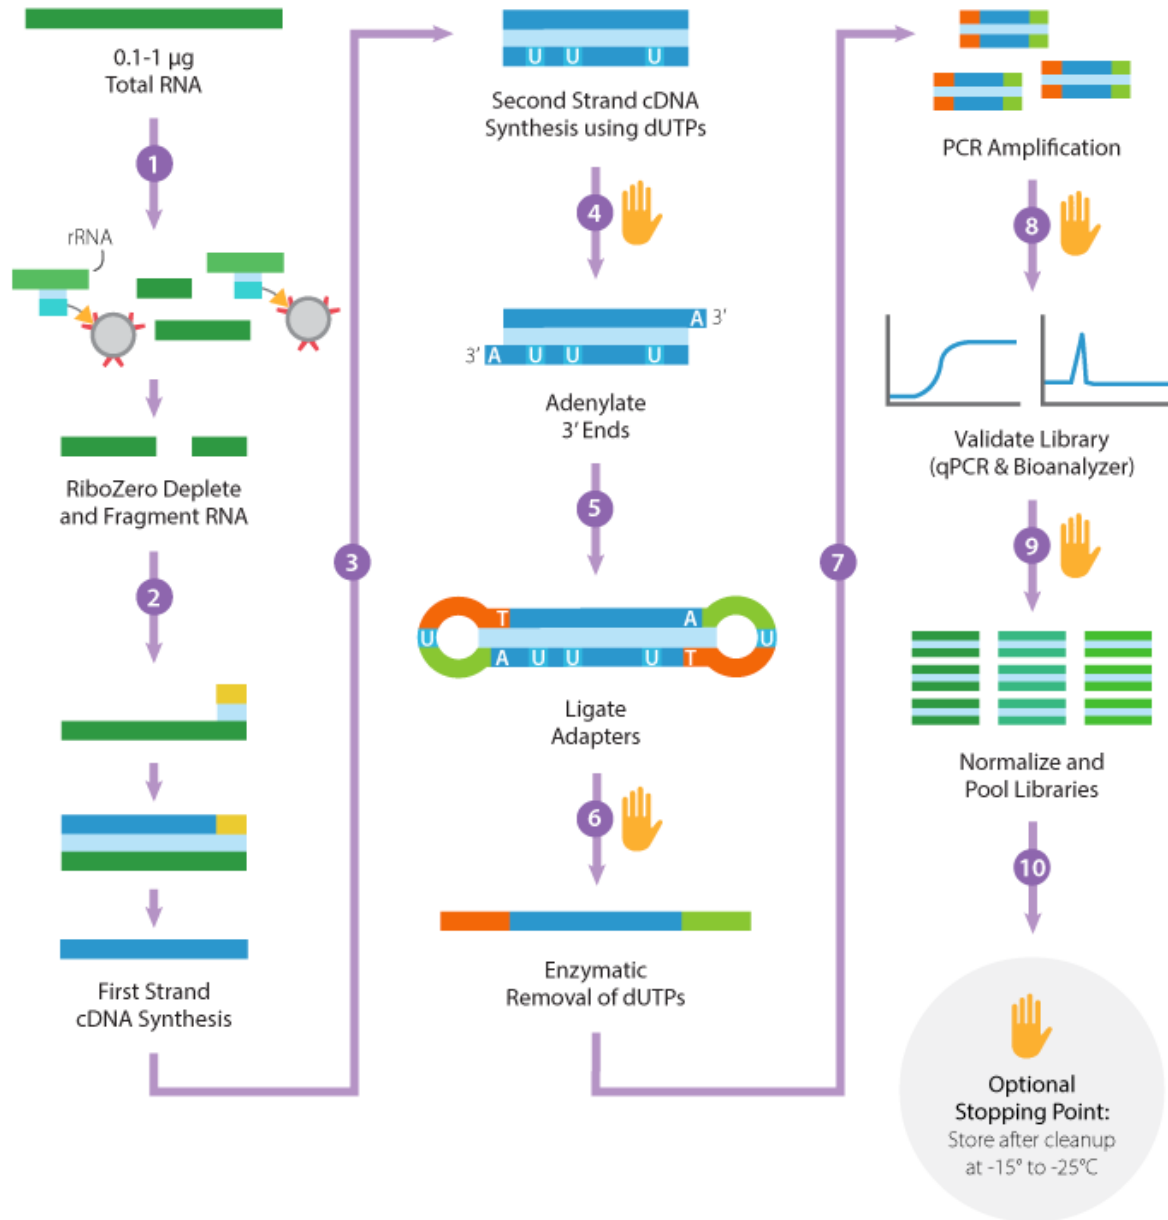 0.1-1 µg
Total RNA
1
rRNA
RiboZero Deplete
and Fragment RNA
2
First Strand
cDNA Synthesis
3
U U U
Second Strand cDNA
Synthesis using dUTPs
4
A 3′
3′ A U U U
Adenylate
3′ Ends
5
T A
U U
A U U U T
Ligate
Adapters
6
Enzymatic
Removal of dUTPs
7
PCR Amplification
8
Validate Library
(qPCR & Bioanalyzer)
9
Normalize and
Pool Libraries
10
Optional
Stopping Point:
Store after cleanup
at -15° to -25°C